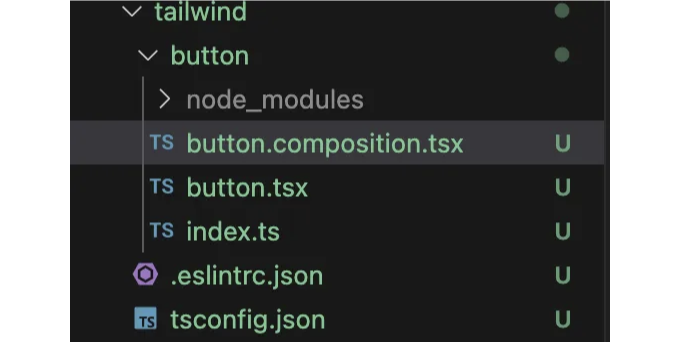 tailwind
button
node_modules
TS button.composition.tsx U
TS button.tsx U
TS index.ts U
.eslintrc.json U
TS tsconfig.json U